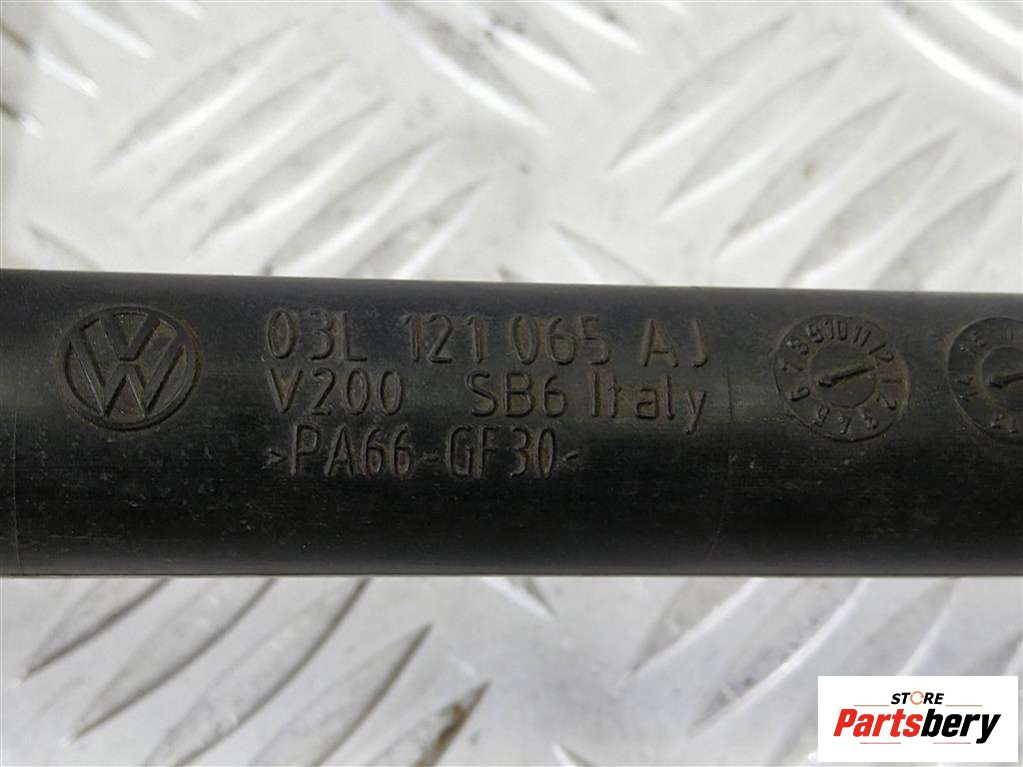 03L 121 065 AJ
V200 SB6 Italy
>PA66-GF30<
STORE
Partsbery